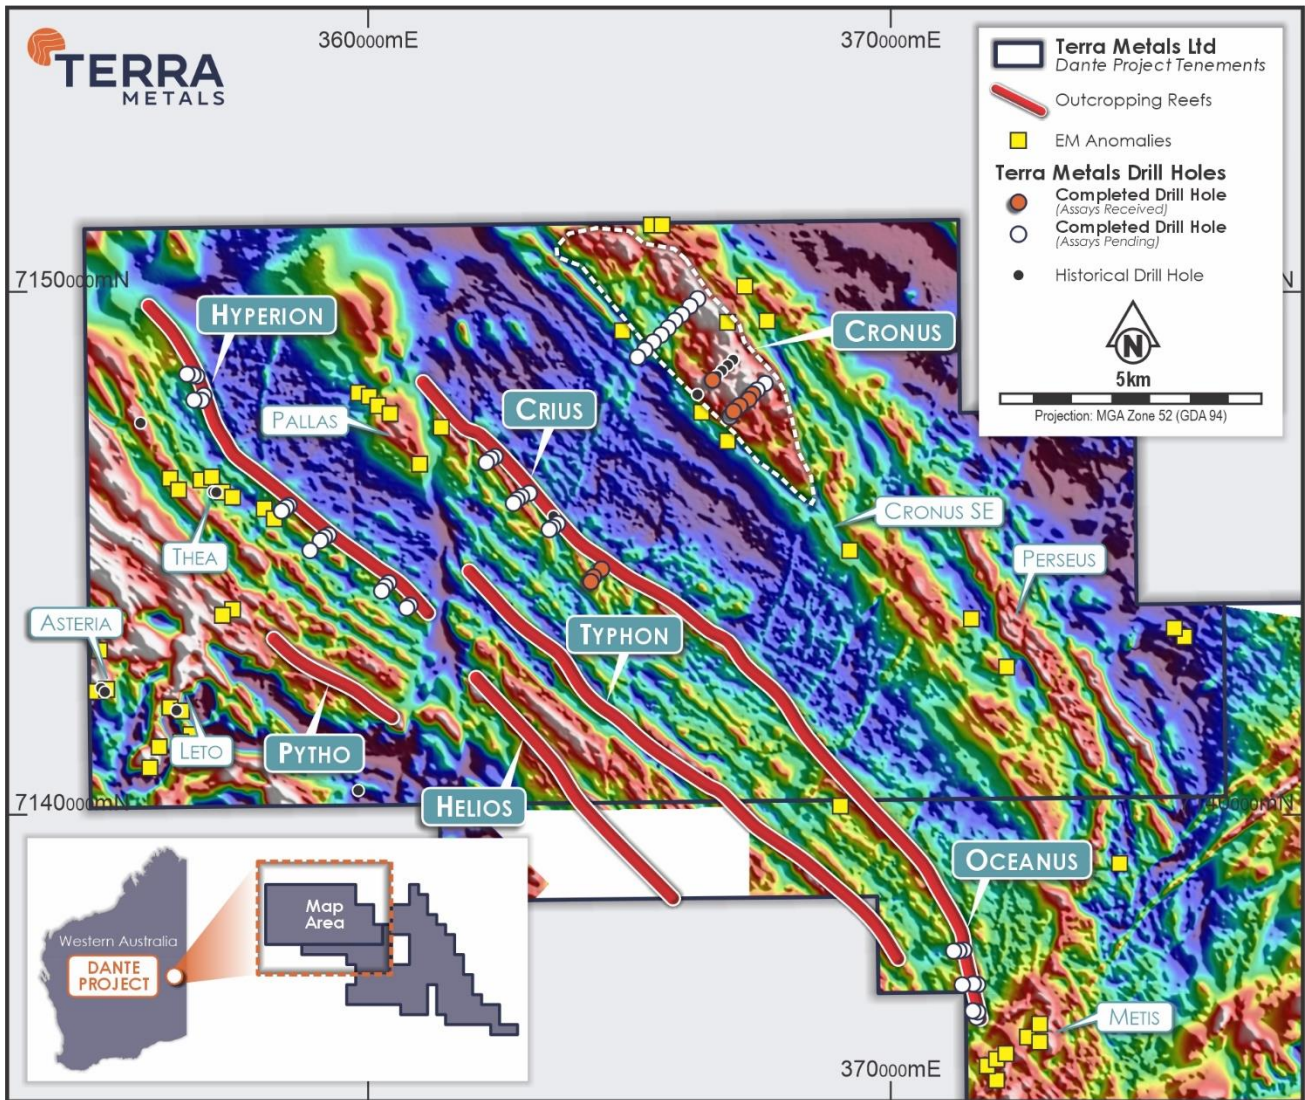 360000mE
370000mE
TERRA
METALS
Terra Metals Ltd
Dante Project Tenements
Outcropping Reefs
EM Anomalies
Terra Metals Drill Holes
Completed Drill Hole
(Assays Received)
Completed Drill Hole
(Assays Pending)
Historical Drill Hole
N
5km
Projection: MGA Zone 52 (GDA 94)
7150000mN
N
HYPERION
CRONUS
PALLAS
CRIUS
CRONUS SE
THEA
PERSEUS
ASTERIA
TYPHON
LETO
PYTHO
HELIOS
7140000mN
OCEANUS
METIS
Western Australia
DANTE
PROJECT
Map
Area
370000mE